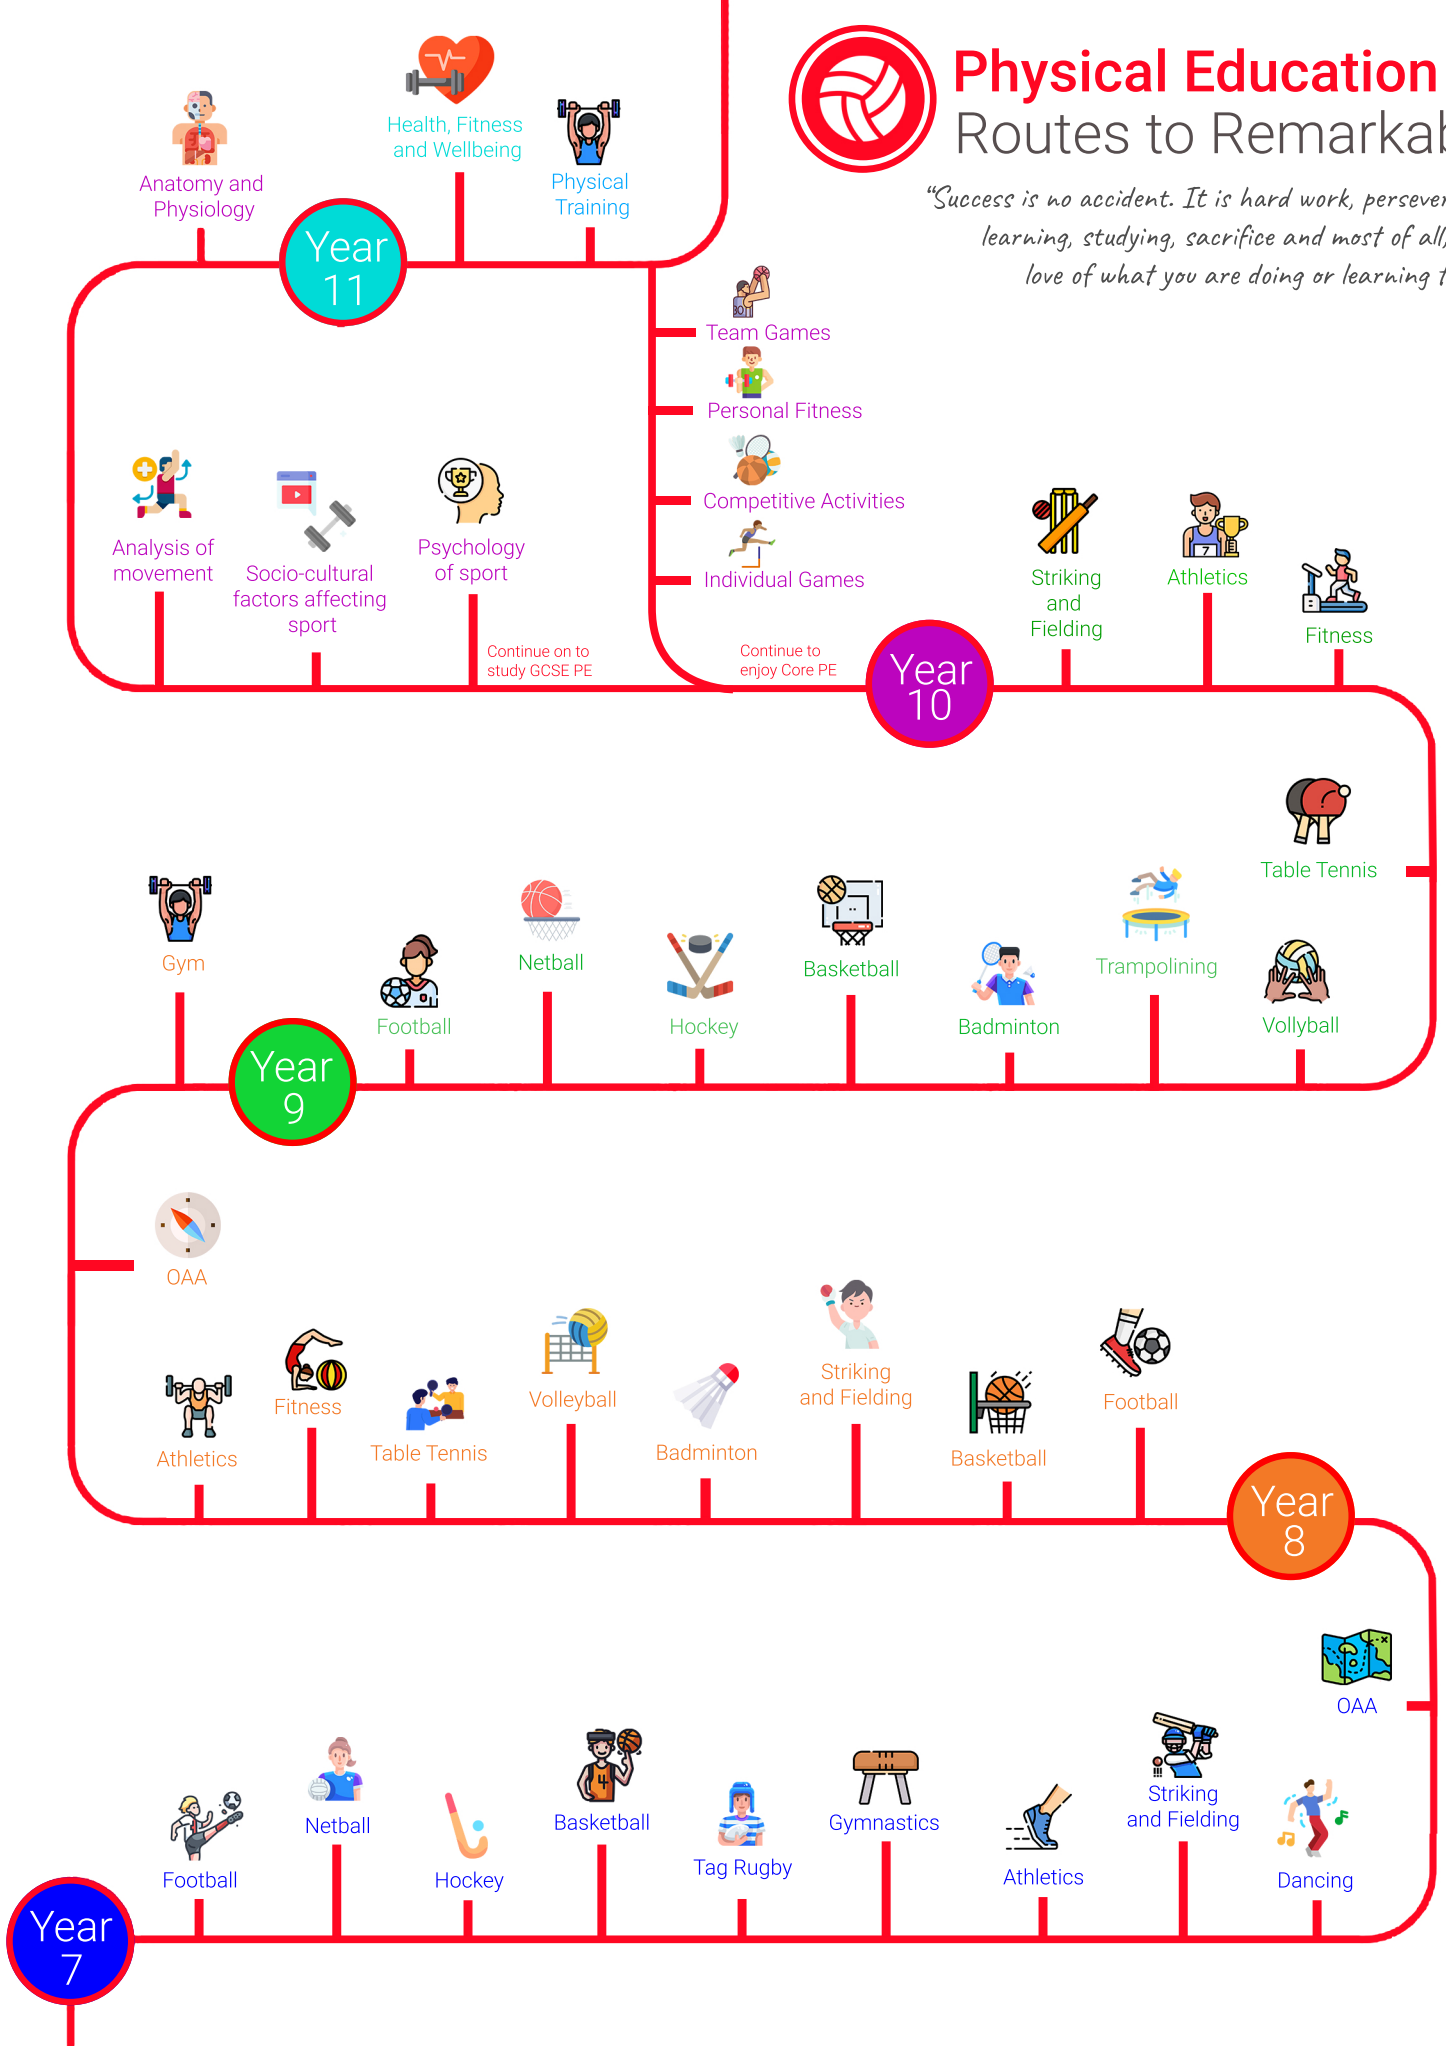 Physical Education
Routes to
"Success is no accident. It is hard work,
learning, studying, sacrifice and most of all,
love of what you are doing or learning
Health, Fitness
and Wellbeing
Anatomy and
Physiology
Physical
Training
Year
11
Team Games
Personal Fitness
Competitive Activities
Individual Games
Analysis of
movement
Socio-cultural
factors affecting
sport
Psychology
of sport
Continue on to
study GCSE PE
Continue to
enjoy Core PE
Year
10
Striking
and
Fielding
Athletics
Fitness
Table Tennis
Gym
Year
9
Football
Netball
Hockey
Basketball
Badminton
Trampolining
Vollyball
OAA
Athletics
Fitness
Table Tennis
Volleyball
Badminton
Striking
and Fielding
Basketball
Football
Year
8
OAA
Year
7
Football
Netball
Hockey
Basketball
Tag Rugby
Gymnastics
Athletics
Striking
and Fielding
Dancing